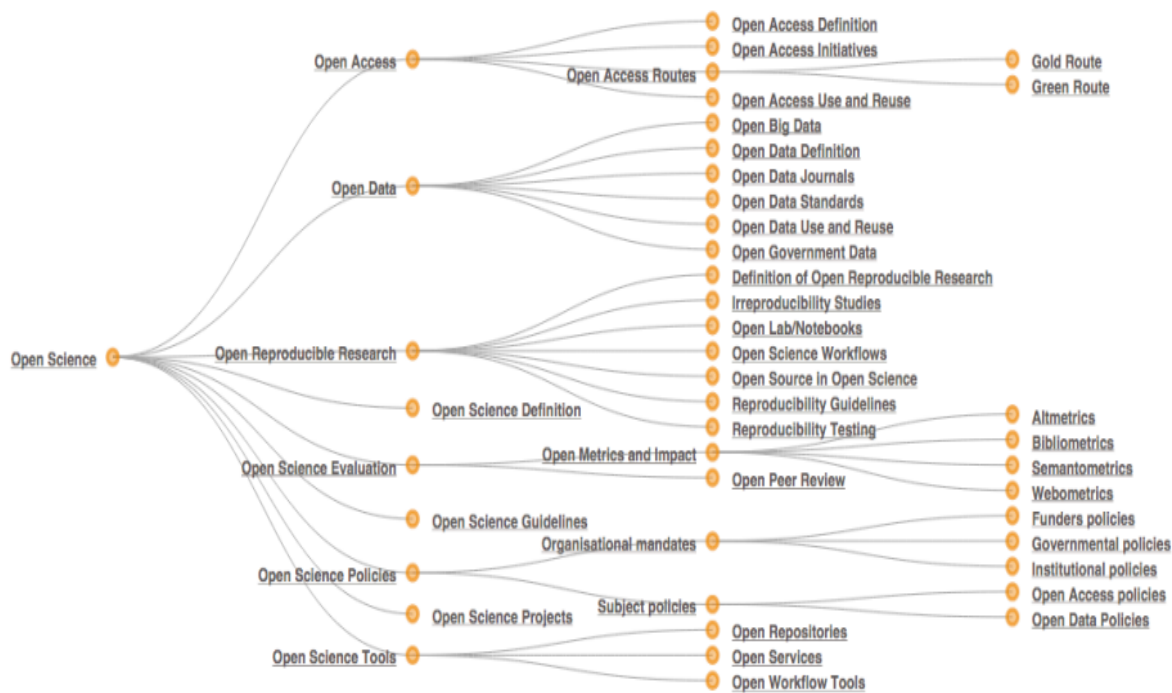 Open Science
Open Access
Open Access Definition
Open Access Initiatives
Open Access Routes
Gold Route
Green Route
Open Access Use and Reuse
Open Data
Open Big Data
Open Data Definition
Open Data Journals
Open Data Standards
Open Data Use and Reuse
Open Government Data
Open Reproducible Research
Definition of Open Reproducible Research
Irreproducibility Studies
Open Lab/Notebooks
Open Science Workflows
Open Source in Open Science
Reproducibility Guidelines
Reproducibility Testing
Open Science Definition
Open Science Evaluation
Open Metrics and Impact
Altmetrics
Bibliometrics
Semantometrics
Webometrics
Open Peer Review
Open Science Guidelines
Open Science Policies
Organisational mandates
Funders policies
Governmental policies
Institutional policies
Subject policies
Open Access policies
Open Data Policies
Open Science Projects
Open Science Tools
Open Repositories
Open Services
Open Workflow Tools